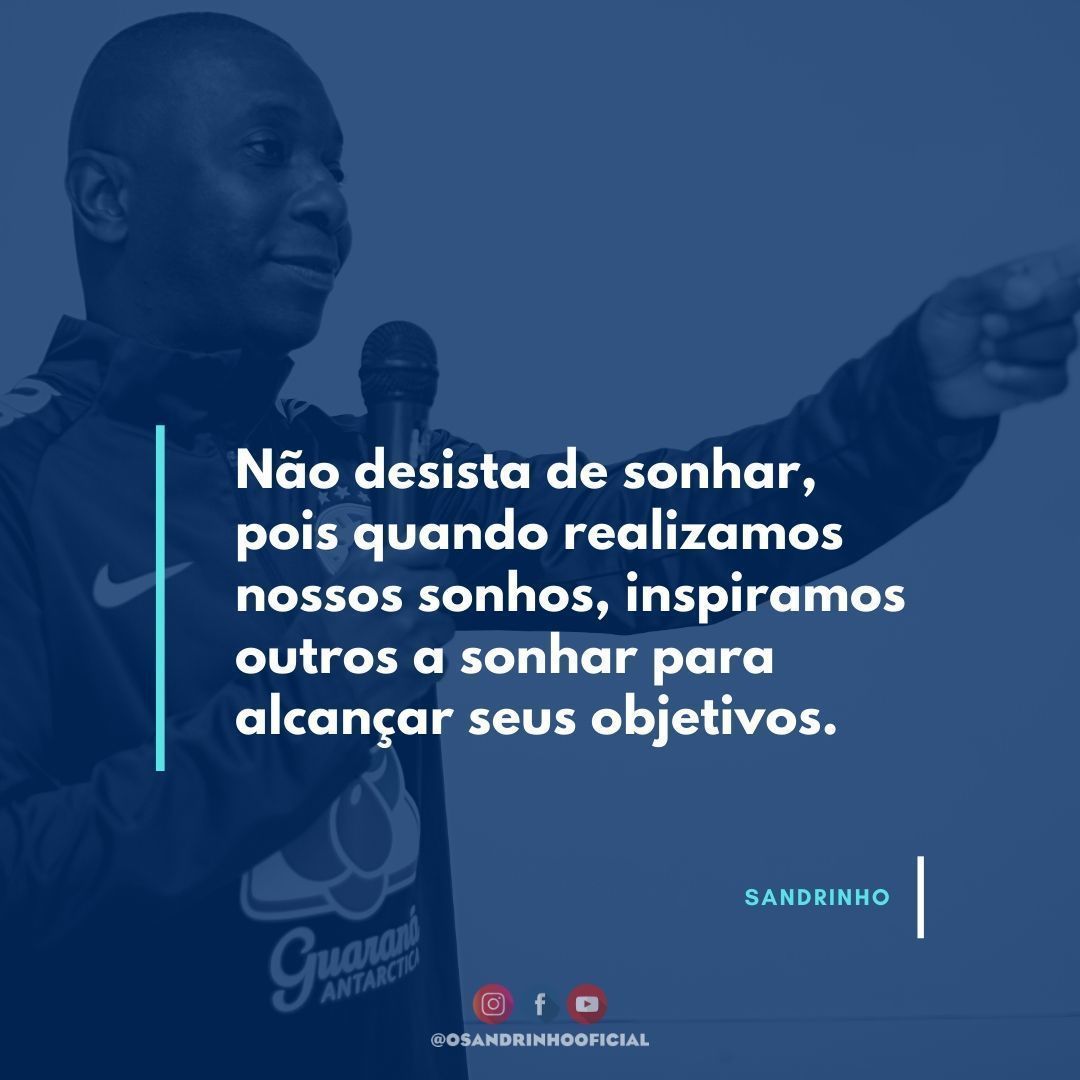 Não desista de sonhar,
pois quando realizamos
nossos sonhos, inspiramos
outros a sonhar para
alcançar seus objetivos.
SANDRINHO
Guaraná
ANTARCTICA
@OSANDRINHOOFICIAL